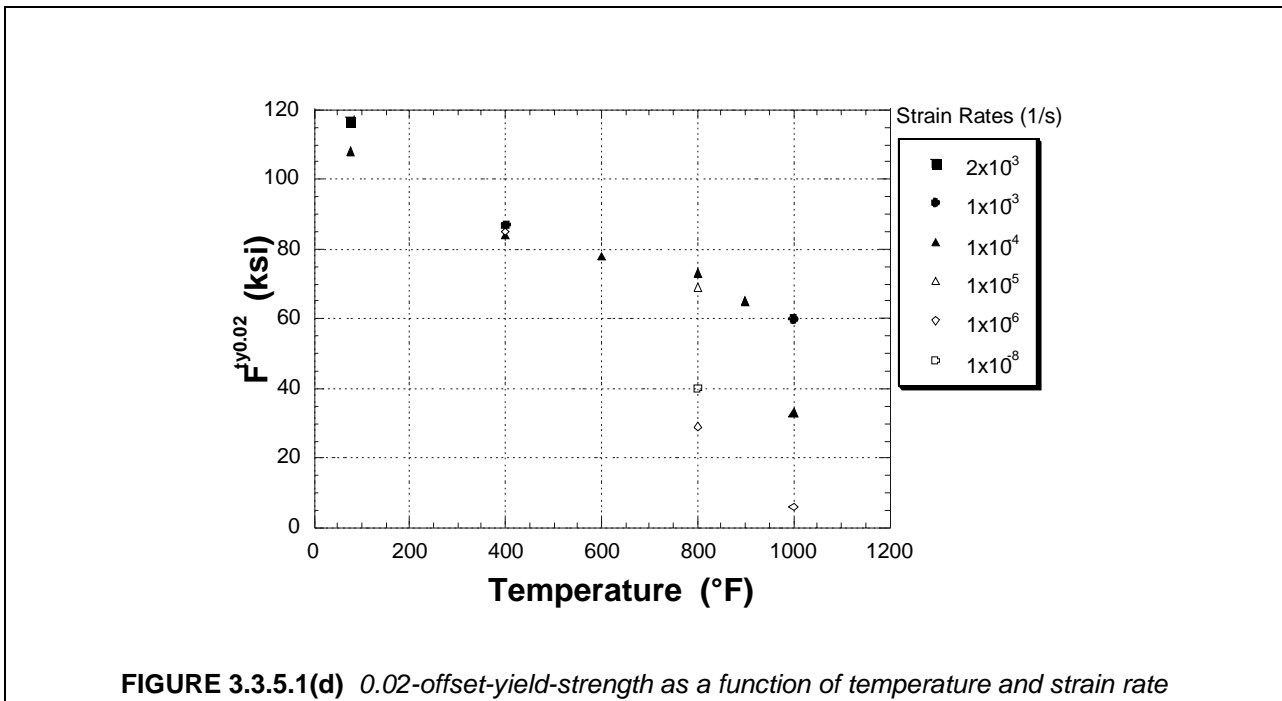 120
100
80
60
40
20
0
0 200 400 600 800 1000 1200
F^ty0.02 (ksi)
Temperature (°F)
Strain Rates (1/s)
2x10^3
1x10^-3
1x10^-4
1x10^-5
1x10^-6
1x10^-8
FIGURE 3.3.5.1(d) 0.02-offset-yield-strength as a function of temperature and strain rate